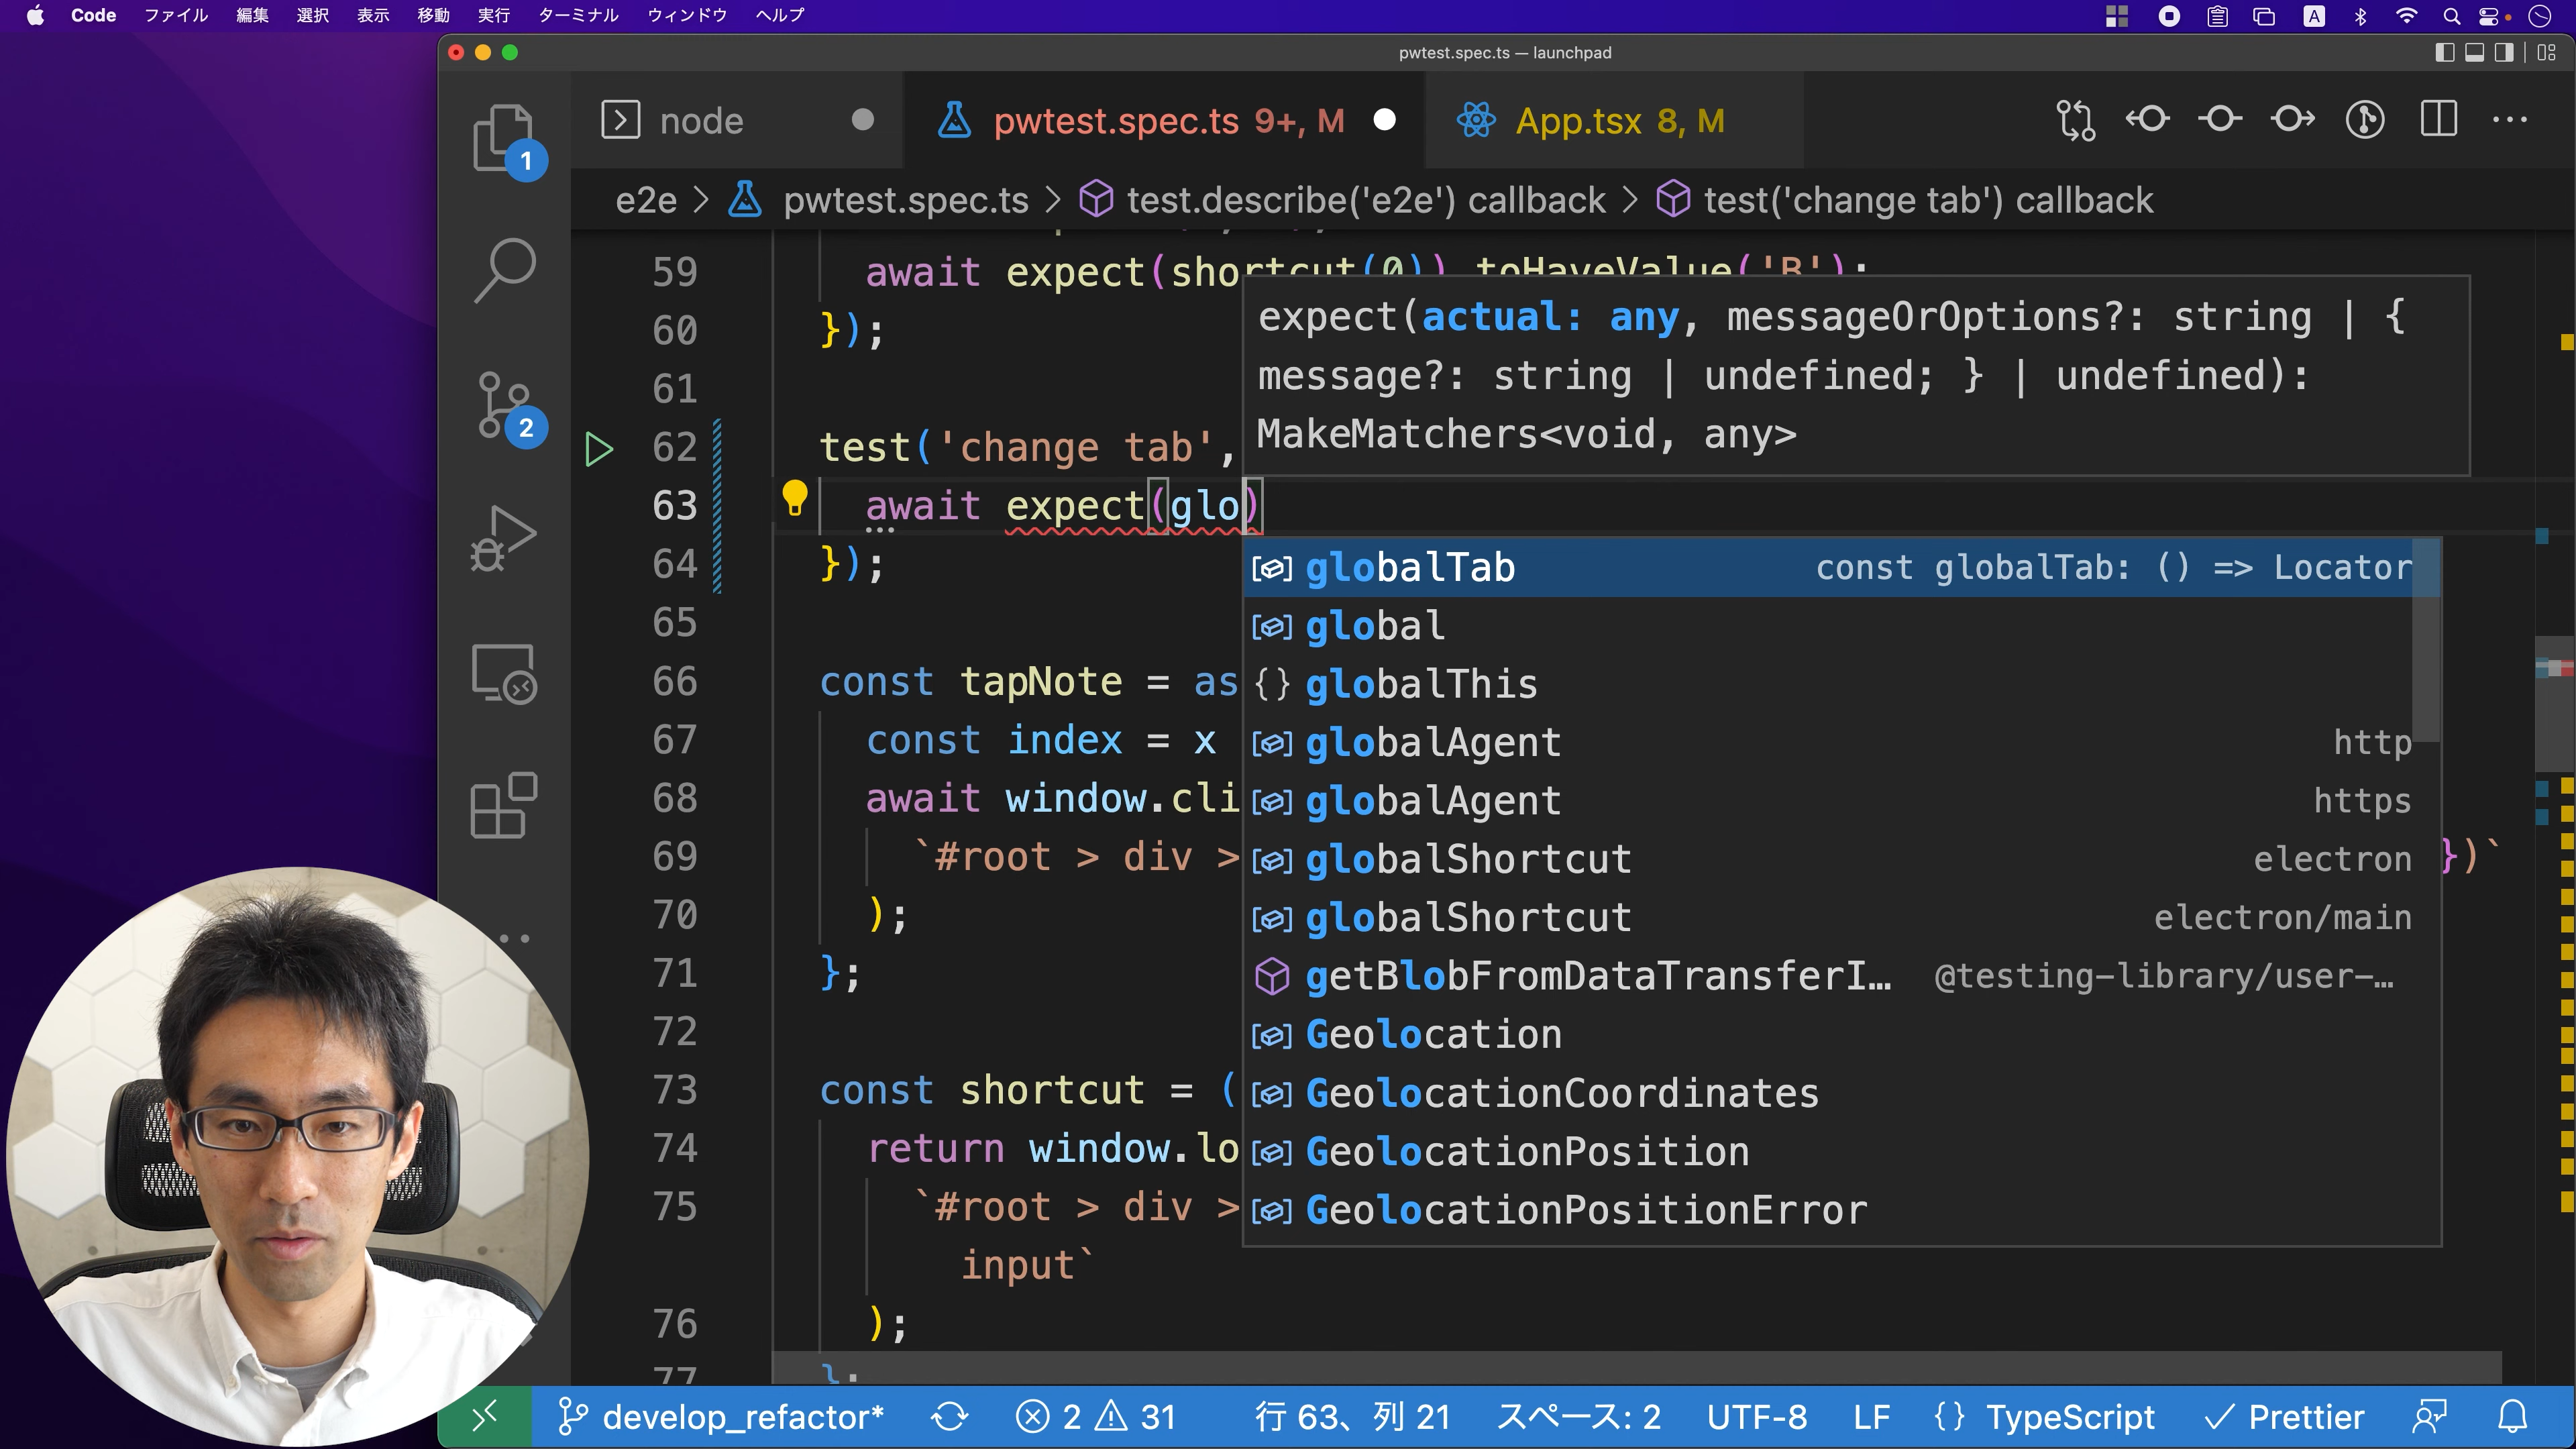 Code ファイル 編集 選択 表示 移動 実行 ターミナル ウィンドウ ヘルプ A
pwtest.spec.ts — launchpad
node pwtest.spec.ts 9+, M App.tsx 8, M
1
e2e > pwtest.spec.ts > test.describe('e2e') callback > test('change tab') callback
59 await expect(shortcut(0)).toHaveValue('B');
60 });
61
62 test('change tab',
63 await expect(glo)
64 });
65
66 const tapNote = as
67 const index = x
68 await window.cli
69 `#root > div > })`
70 );
71 };
72
73 const shortcut = (
74 return window.lo
75 `#root > div >
input`
76 );
77 };
2
expect(actual: any, messageOrOptions?: string | {
message?: string | undefined; } | undefined):
MakeMatchers<void, any>
globalTab const globalTab: () => Locator
global
{} globalThis
globalAgent http
globalAgent https
globalShortcut electron
globalShortcut electron/main
getBlobFromDataTransferI… @testing-library/user-…
Geolocation
GeolocationCoordinates
GeolocationPosition
GeolocationPositionError
develop_refactor* 2 31 行 63、列 21 スペース: 2 UTF-8 LF {} TypeScript Prettier